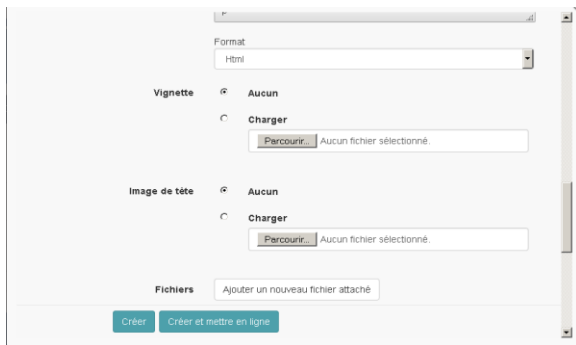 P
Format
Html
Vignette Aucun
Charger
Parcourir... Aucun fichier sélectionné.
Image de tête Aucun
Charger
Parcourir... Aucun fichier sélectionné.
Fichiers Ajouter un nouveau fichier attaché
Créer Créer et mettre en ligne